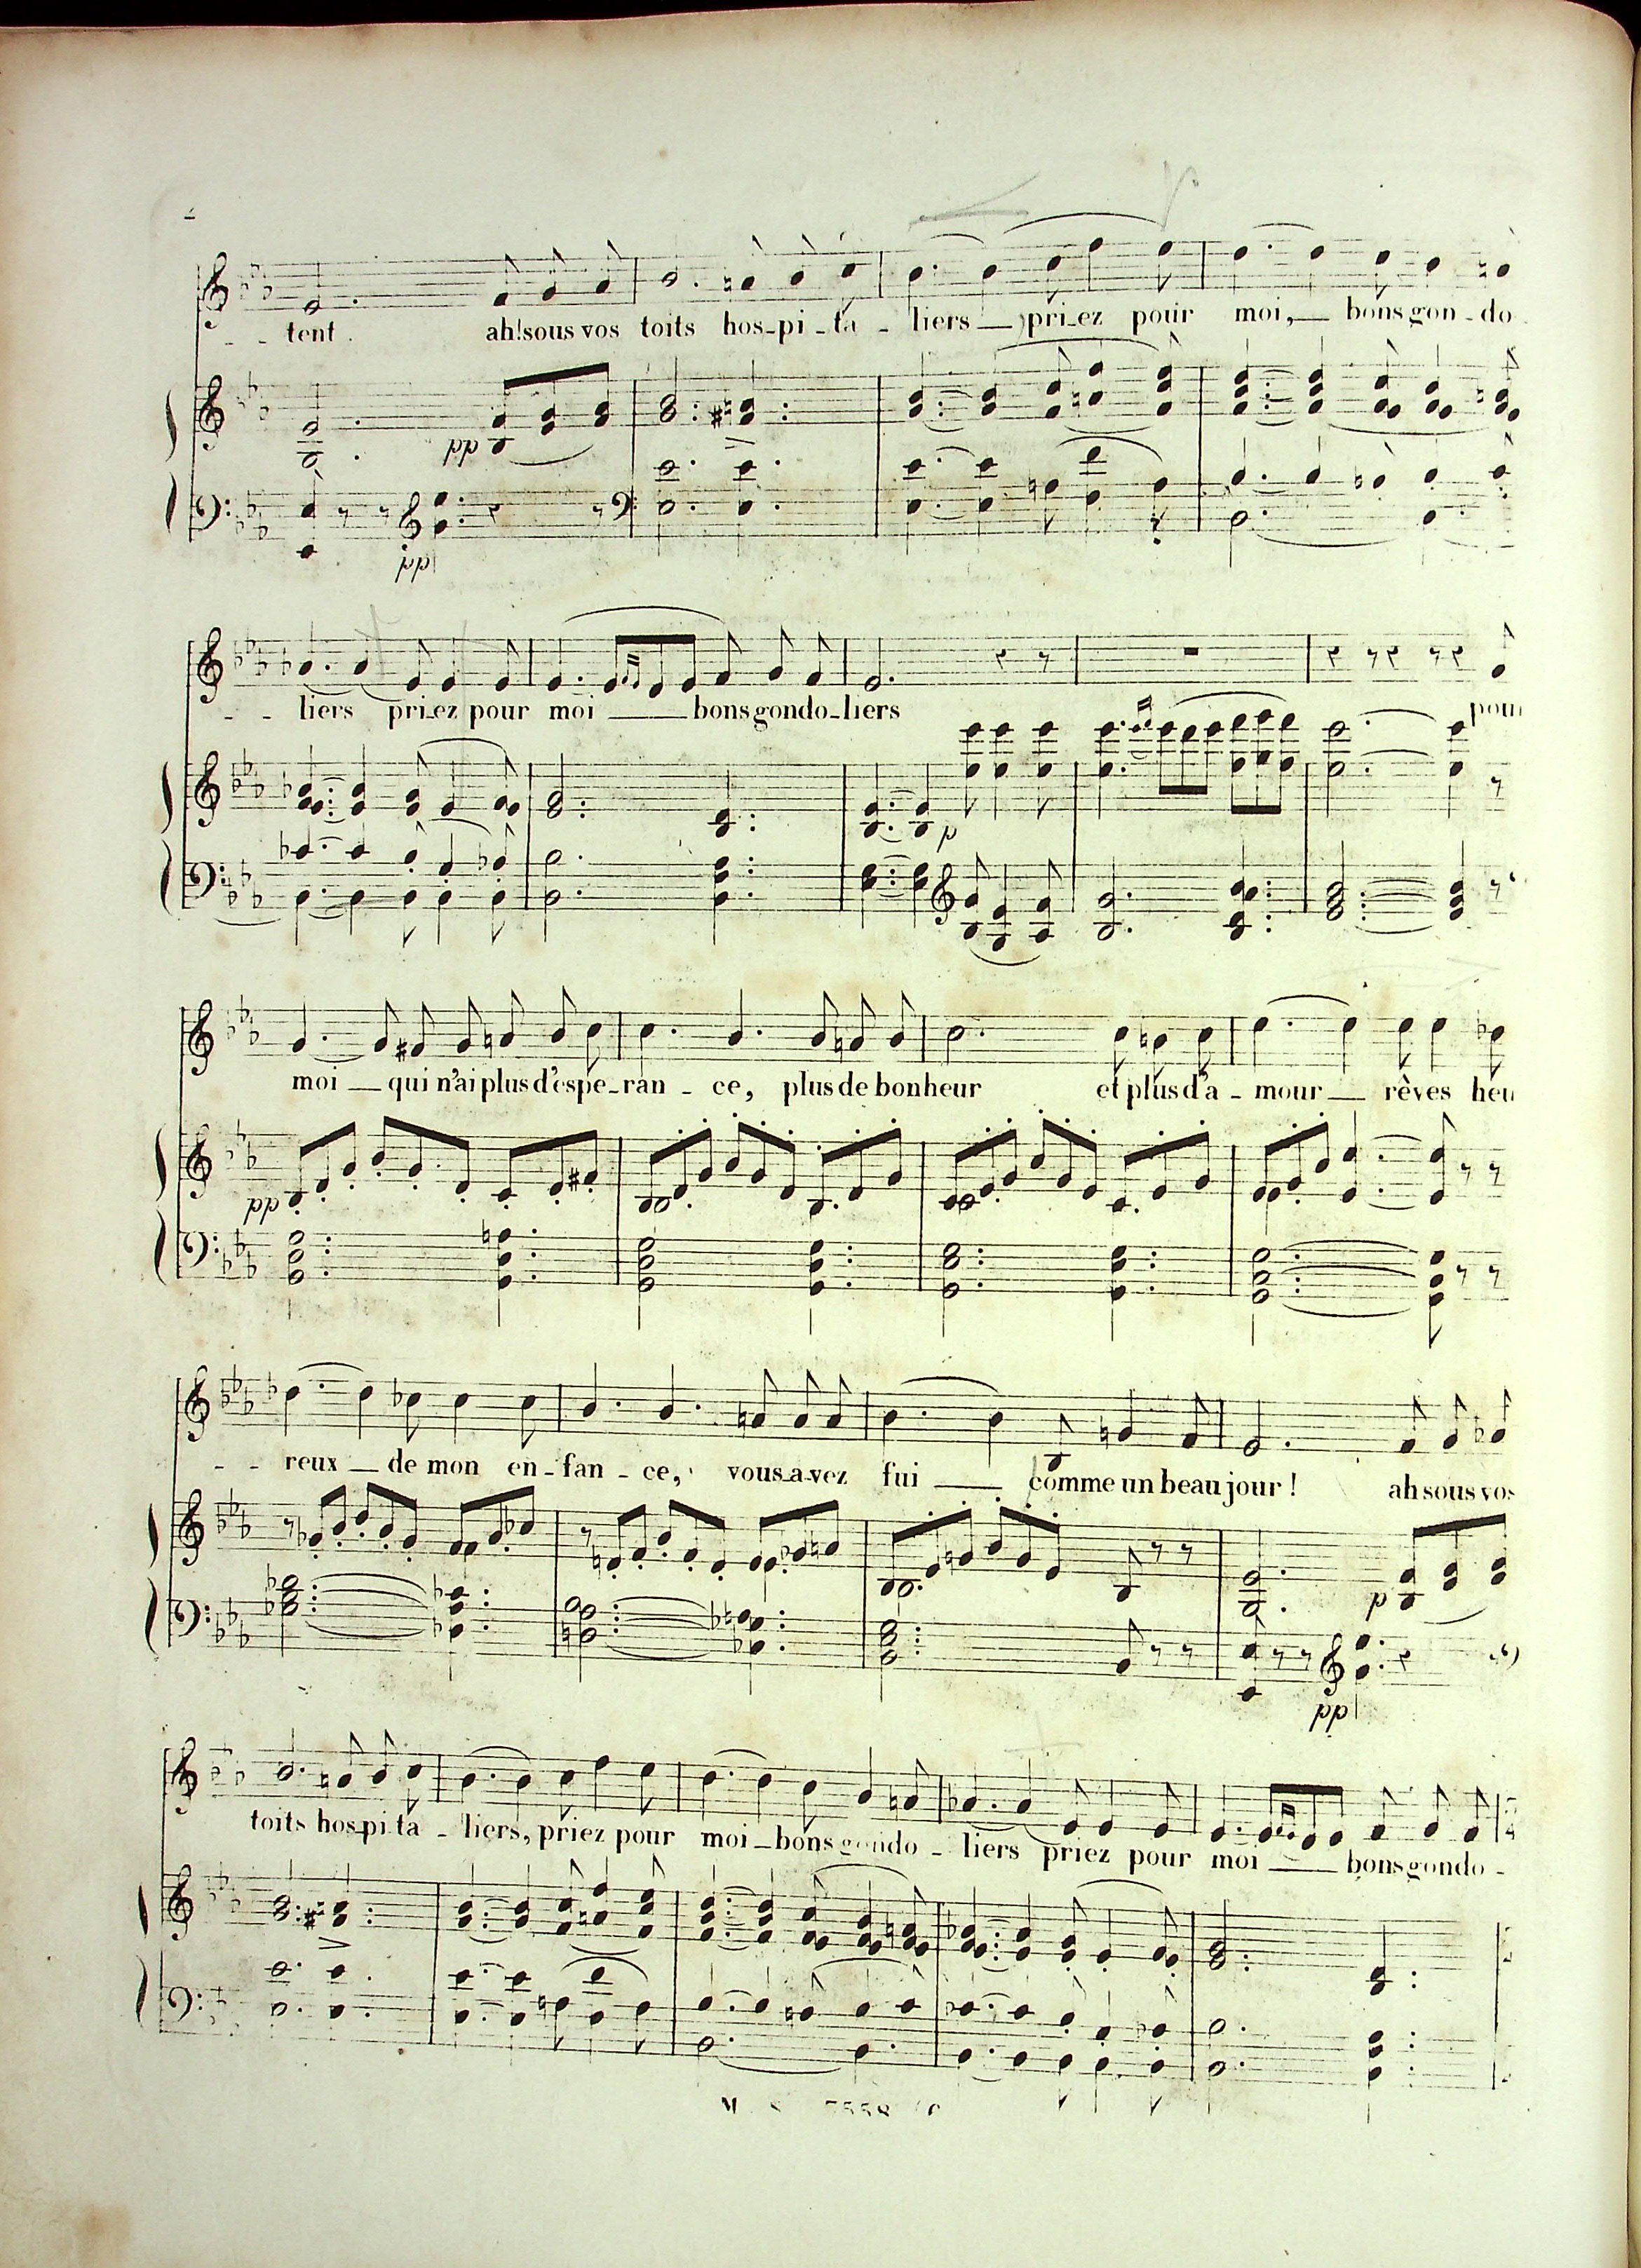 2
- - tent . ah! sous vos toits hos-pi-ta - liers — priez pour moi,— bons gon-do
pp
pp
- - liers priez pour moi — bons gondo-liers pour
p
moi — qui n'ai plus d'espe-ran - ce, plus de bonheur et plus d'a - mour — rêves heu
pp
- - reux — de mon en-fan - ce, vous a-vez fui — comme un beau jour ! ah sous vos
p
pp
toits hos-pi ta - liers, priez pour moi — bons gondo - liers priez pour moi — bons gondo -
M. S. 7558